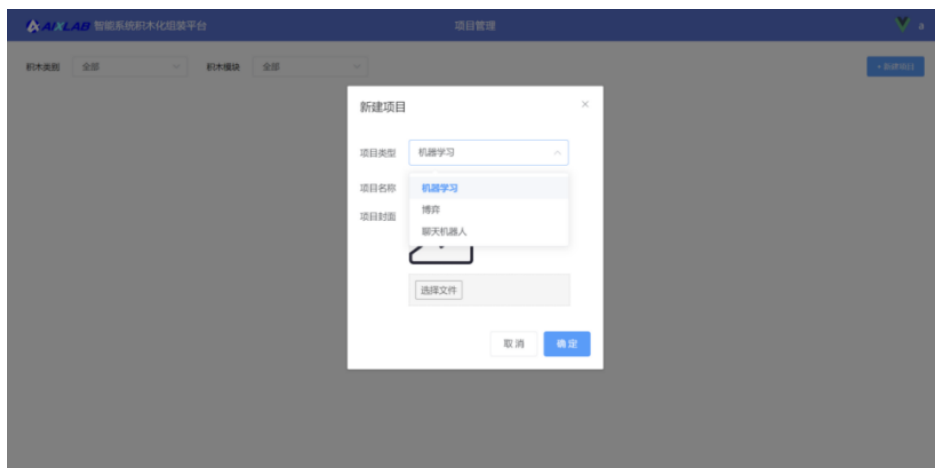 AIXLAB 智能系统积木化组装平台 项目管理 a
积木类别 全部 积木模块 全部 + 新建项目
新建项目
项目类型 机器学习
项目名称
机器学习
项目封面
博弈
聊天机器人
选择文件
取消 确定